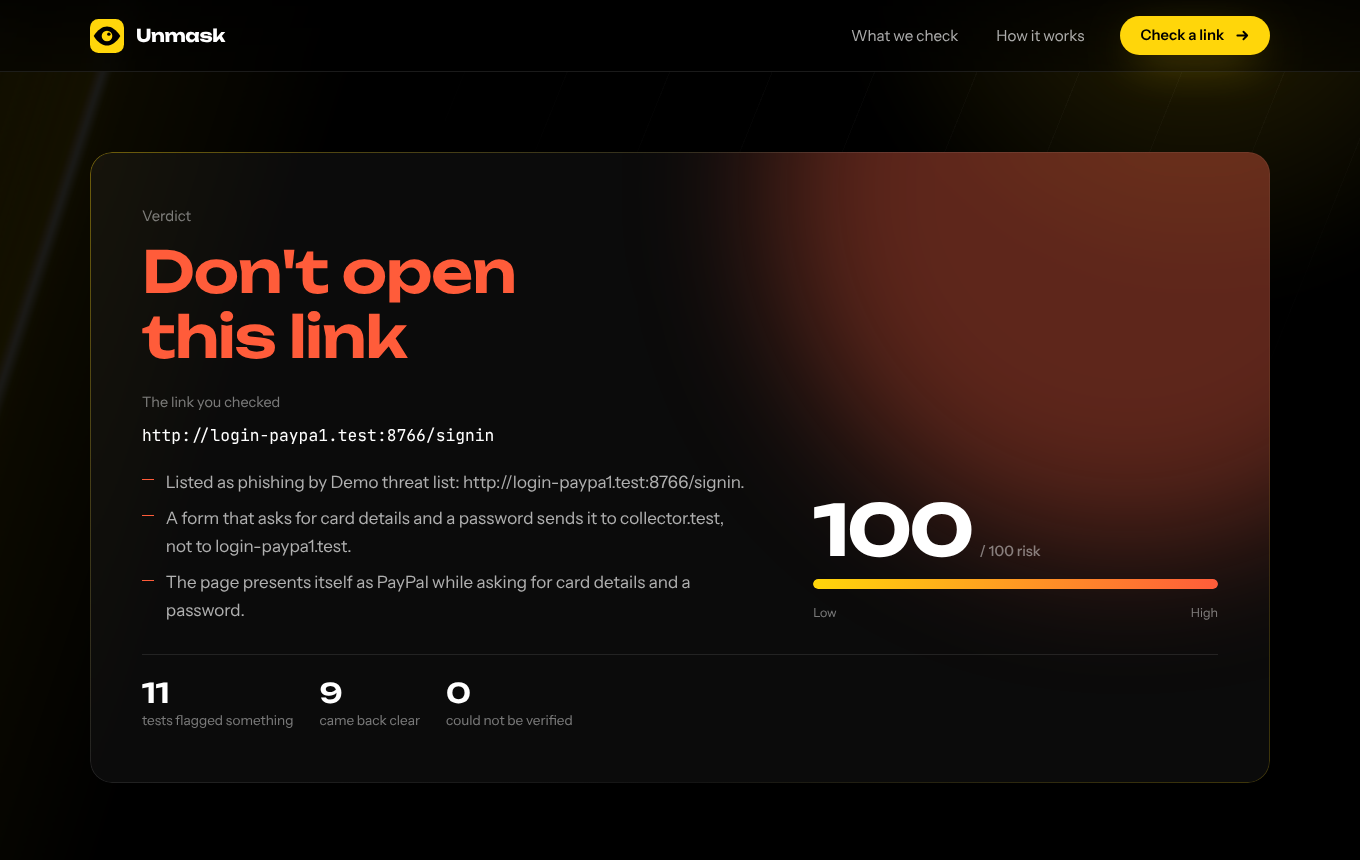 Unmask
What we check
How it works
Check a link
Verdict
Don't open
this link
The link you checked
http://login-paypa1.test:8766/signin
Listed as phishing by Demo threat list: http://login-paypa1.test:8766/signin.
A form that asks for card details and a password sends it to collector.test,
not to login-paypa1.test.
The page presents itself as PayPal while asking for card details and a
password.
100 / 100 risk
Low
High
11
tests flagged something
9
came back clear
0
could not be verified